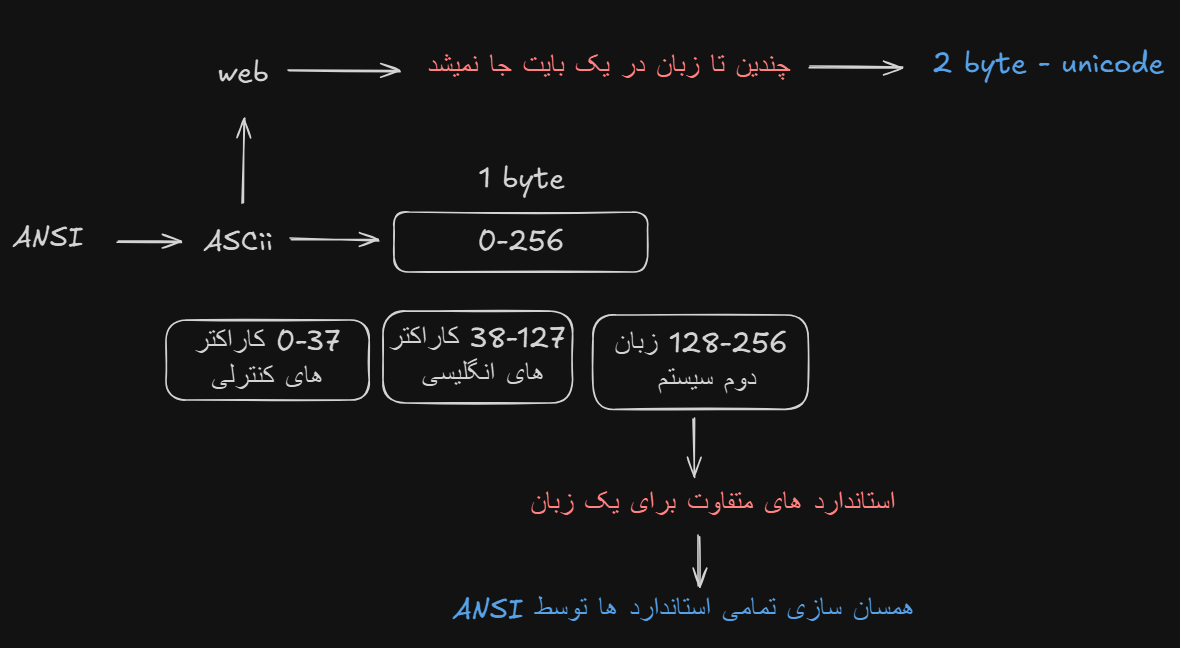 web
چندین تا زبان در یک بایت جا نمیشد
2 byte - unicode
1 byte
ANSI
ASCii
0-256
0-37 کاراکتر
های کنترلی
38-127 کاراکتر
های انگلیسی
128-256 زبان
دوم سیستم
استاندارد های متفاوت برای یک زبان
همسان سازی تمامی استاندارد ها توسط ANSI